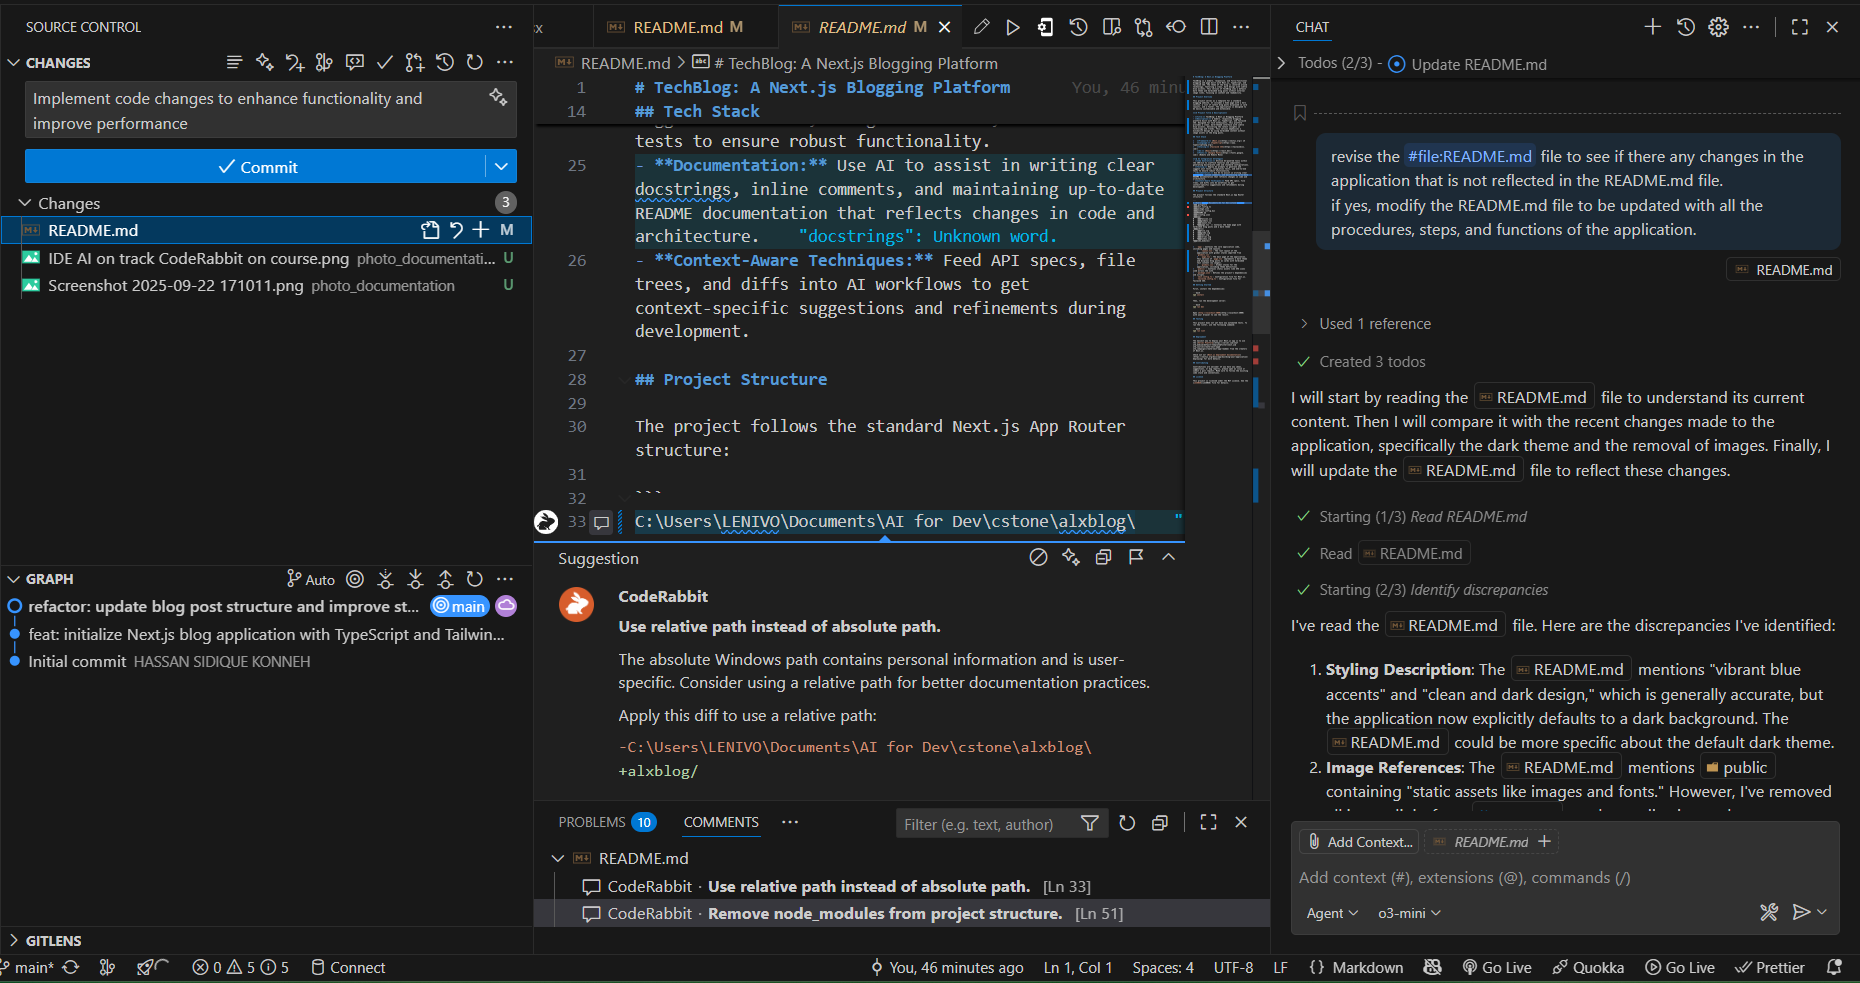 SOURCE CONTROL
CHANGES
Implement code changes to enhance functionality and
improve performance
Commit
Changes
3
README.md
M
IDE AI on track CodeRabbit on course.png photo_documentati...
U
Screenshot 2025-09-22 171011.png photo_documentation
U
GRAPH
Auto
refactor: update blog post structure and improve st...
main
feat: initialize Next.js blog application with TypeScript and Tailwin...
Initial commit HASSAN SIDIQUE KONNEH
GITLENS
sx
README.md M
README.md M
README.md > # TechBlog: A Next.js Blogging Platform
1 # TechBlog: A Next.js Blogging Platform You, 46 minu
14 ## Tech Stack
tests to ensure robust functionality.
25 - **Documentation:** Use AI to assist in writing clear
docstrings, inline comments, and maintaining up-to-date
README documentation that reflects changes in code and
architecture. "docstrings": Unknown word.
26 - **Context-Aware Techniques:** Feed API specs, file
trees, and diffs into AI workflows to get
context-specific suggestions and refinements during
development.
27
28 ## Project Structure
29
30 The project follows the standard Next.js App Router
structure:
31
32 ```
33 C:\Users\LENIVO\Documents\AI for Dev\cstone\alxblog\ "
Suggestion
CodeRabbit
Use relative path instead of absolute path.
The absolute Windows path contains personal information and is user-
specific. Consider using a relative path for better documentation practices.
Apply this diff to use a relative path:
-C:\Users\LENIVO\Documents\AI for Dev\cstone\alxblog\
+alxblog/
PROBLEMS 10 COMMENTS
Filter (e.g. text, author)
README.md
CodeRabbit · Use relative path instead of absolute path. [Ln 33]
CodeRabbit · Remove node_modules from project structure. [Ln 51]
CHAT
Todos (2/3) - Update README.md
revise the #file:README.md file to see if there any changes in the
application that is not reflected in the README.md file.
if yes, modify the README.md file to be updated with all the
procedures, steps, and functions of the application.
README.md
Used 1 reference
Created 3 todos
I will start by reading the README.md file to understand its current
content. Then I will compare it with the recent changes made to the
application, specifically the dark theme and the removal of images. Finally, I
will update the README.md file to reflect these changes.
Starting (1/3) Read README.md
Read README.md
Starting (2/3) Identify discrepancies
I've read the README.md file. Here are the discrepancies I've identified:
1. Styling Description: The README.md mentions "vibrant blue
accents" and "clean and dark design," which is generally accurate, but
the application now explicitly defaults to a dark background. The
README.md could be more specific about the default dark theme.
2. Image References: The README.md mentions public
containing "static assets like images and fonts." However, I've removed
Add Context... README.md
Add context (#), extensions (@), commands (/)
Agent o3-mini
main* 0 5 5 Connect You, 46 minutes ago Ln 1, Col 1 Spaces: 4 UTF-8 LF {} Markdown Go Live Quokka Go Live Prettier